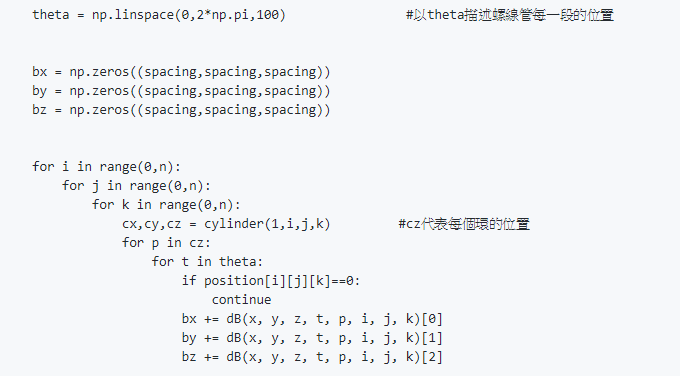 theta = np.linspace(0,2*np.pi,100) #以theta描述螺線管每一段的位置
bx = np.zeros((spacing,spacing,spacing))
by = np.zeros((spacing,spacing,spacing))
bz = np.zeros((spacing,spacing,spacing))
for i in range(0,n):
for j in range(0,n):
for k in range(0,n):
cx,cy,cz = cylinder(1,i,j,k) #cz代表每個環的位置
for p in cz:
for t in theta:
if position[i][j][k]==0:
continue
bx += dB(x, y, z, t, p, i, j, k)[0]
by += dB(x, y, z, t, p, i, j, k)[1]
bz += dB(x, y, z, t, p, i, j, k)[2]